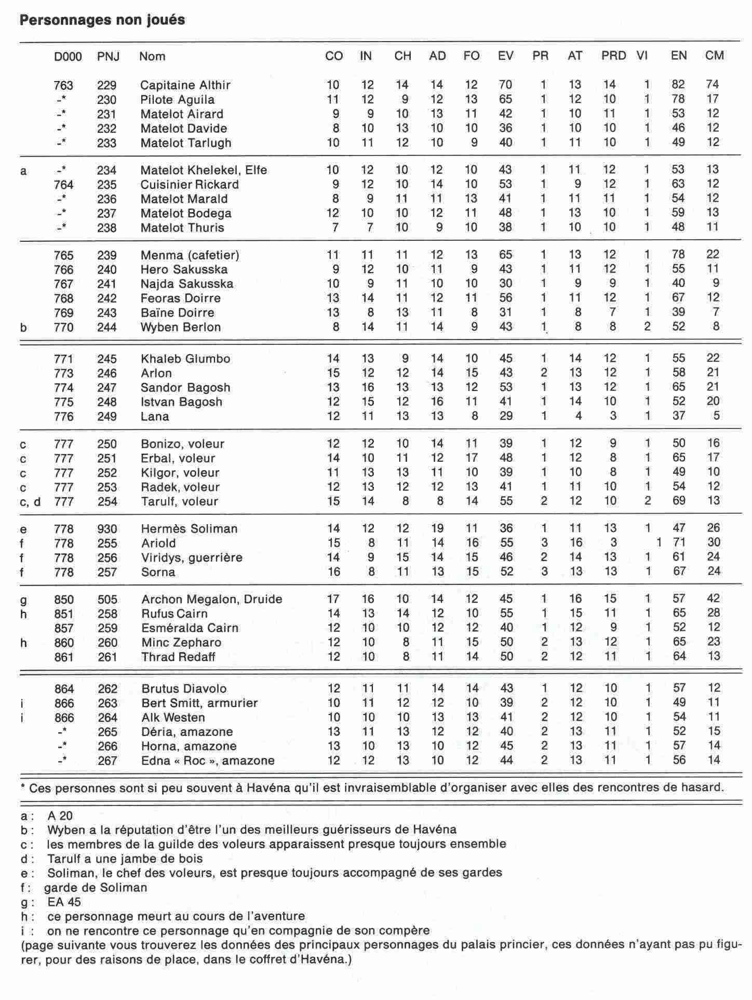 Personnages non joués
D000 PNJ Nom CO IN CH AD FO EV PR AT PRD VI EN CM
763 229 Capitaine Althir 10 12 14 14 12 70 1 13 14 1 82 74
-* 230 Pilote Aguila 11 12 9 12 13 65 1 12 10 1 78 17
-* 231 Matelot Airard 9 9 10 13 11 42 1 10 11 1 53 12
-* 232 Matelot Davide 8 10 13 10 10 36 1 10 10 1 46 12
-* 233 Matelot Tarlugh 10 11 12 10 9 40 1 11 10 1 49 12
a -* 234 Matelot Khelekel, Elfe 10 12 10 12 10 43 1 11 12 1 53 13
764 235 Cuisinier Rickard 9 12 10 14 10 53 1 9 12 1 63 12
-* 236 Matelot Marald 8 9 11 11 13 41 1 11 11 1 54 12
-* 237 Matelot Bodega 12 10 10 12 11 48 1 13 10 1 59 13
-* 238 Matelot Thuris 7 7 10 9 10 38 1 10 10 1 48 11
765 239 Menma (cafetier) 11 11 11 12 13 65 1 13 12 1 78 22
766 240 Hero Sakusska 9 12 10 11 9 43 1 11 12 1 55 11
767 241 Najda Sakusska 10 9 11 10 10 30 1 9 9 1 40 9
768 242 Feoras Doirre 13 14 11 12 11 56 1 11 12 1 67 12
769 243 Baïne Doirre 13 8 13 11 8 31 1 8 7 1 39 7
b 770 244 Wyben Berlon 8 14 11 14 9 43 1 8 8 2 52 8
771 245 Khaleb Glumbo 14 13 9 14 10 45 1 14 12 1 55 22
773 246 Arlon 15 12 12 14 15 43 2 13 12 1 58 21
774 247 Sandor Bagosh 13 16 13 13 12 53 1 13 12 1 65 21
775 248 Istvan Bagosh 12 15 12 16 11 41 1 14 10 1 52 20
776 249 Lana 12 11 13 13 8 29 1 4 3 1 37 5
c 777 250 Bonizo, voleur 12 12 10 14 11 39 1 12 9 1 50 16
c 777 251 Erbal, voleur 14 10 11 12 17 48 1 12 8 1 65 17
c 777 252 Kilgor, voleur 11 13 13 11 10 39 1 10 8 1 49 10
c 777 253 Radek, voleur 12 13 12 12 13 41 1 11 10 1 54 12
c, d 777 254 Tarulf, voleur 15 14 8 8 14 55 2 12 10 2 69 13
e 778 930 Hermès Soliman 14 12 12 19 11 36 1 11 13 1 47 26
f 778 255 Ariold 15 8 11 14 16 55 3 16 3 1 71 30
f 778 256 Viridys, guerrière 14 9 15 14 15 46 2 14 13 1 61 24
f 778 257 Sorna 16 8 11 13 15 52 3 13 13 1 67 24
g 850 505 Archon Megalon, Druide 17 16 10 14 12 45 1 16 15 1 57 42
h 851 258 Rufus Cairn 14 13 14 12 10 55 1 15 11 1 65 28
857 259 Esméralda Cairn 12 10 10 12 12 40 1 12 9 1 52 12
h 860 260 Minc Zepharo 12 10 8 11 15 50 2 13 12 1 65 23
861 261 Thrad Redaff 12 10 8 11 14 50 2 12 11 1 64 13
864 262 Brutus Diavolo 12 11 11 14 14 43 1 12 10 1 57 12
i 866 263 Bert Smitt, armurier 10 11 12 12 10 39 2 12 10 1 49 11
i 866 264 Alk Westen 10 10 10 13 13 41 2 12 10 1 54 11
-* 265 Déria, amazone 13 11 13 12 12 40 2 13 11 1 52 15
-* 266 Horna, amazone 13 10 13 10 12 45 2 13 11 1 57 14
-* 267 Edna « Roc », amazone 12 12 13 10 12 44 2 13 11 1 56 14
* Ces personnes sont si peu souvent à Havéna qu'il est invraisemblable d'organiser avec elles des rencontres de hasard.
a : A 20
b : Wyben a la réputation d'être l'un des meilleurs guérisseurs de Havéna
c : les membres de la guilde des voleurs apparaissent presque toujours ensemble
d : Tarulf a une jambe de bois
e : Soliman, le chef des voleurs, est presque toujours accompagné de ses gardes
f : garde de Soliman
g : EA 45
h : ce personnage meurt au cours de l'aventure
i : on ne rencontre ce personnage qu'en compagnie de son compère
(page suivante vous trouverez les données des principaux personnages du palais princier, ces données n'ayant pas pu figu-
rer, pour des raisons de place, dans le coffret d'Havéna.)